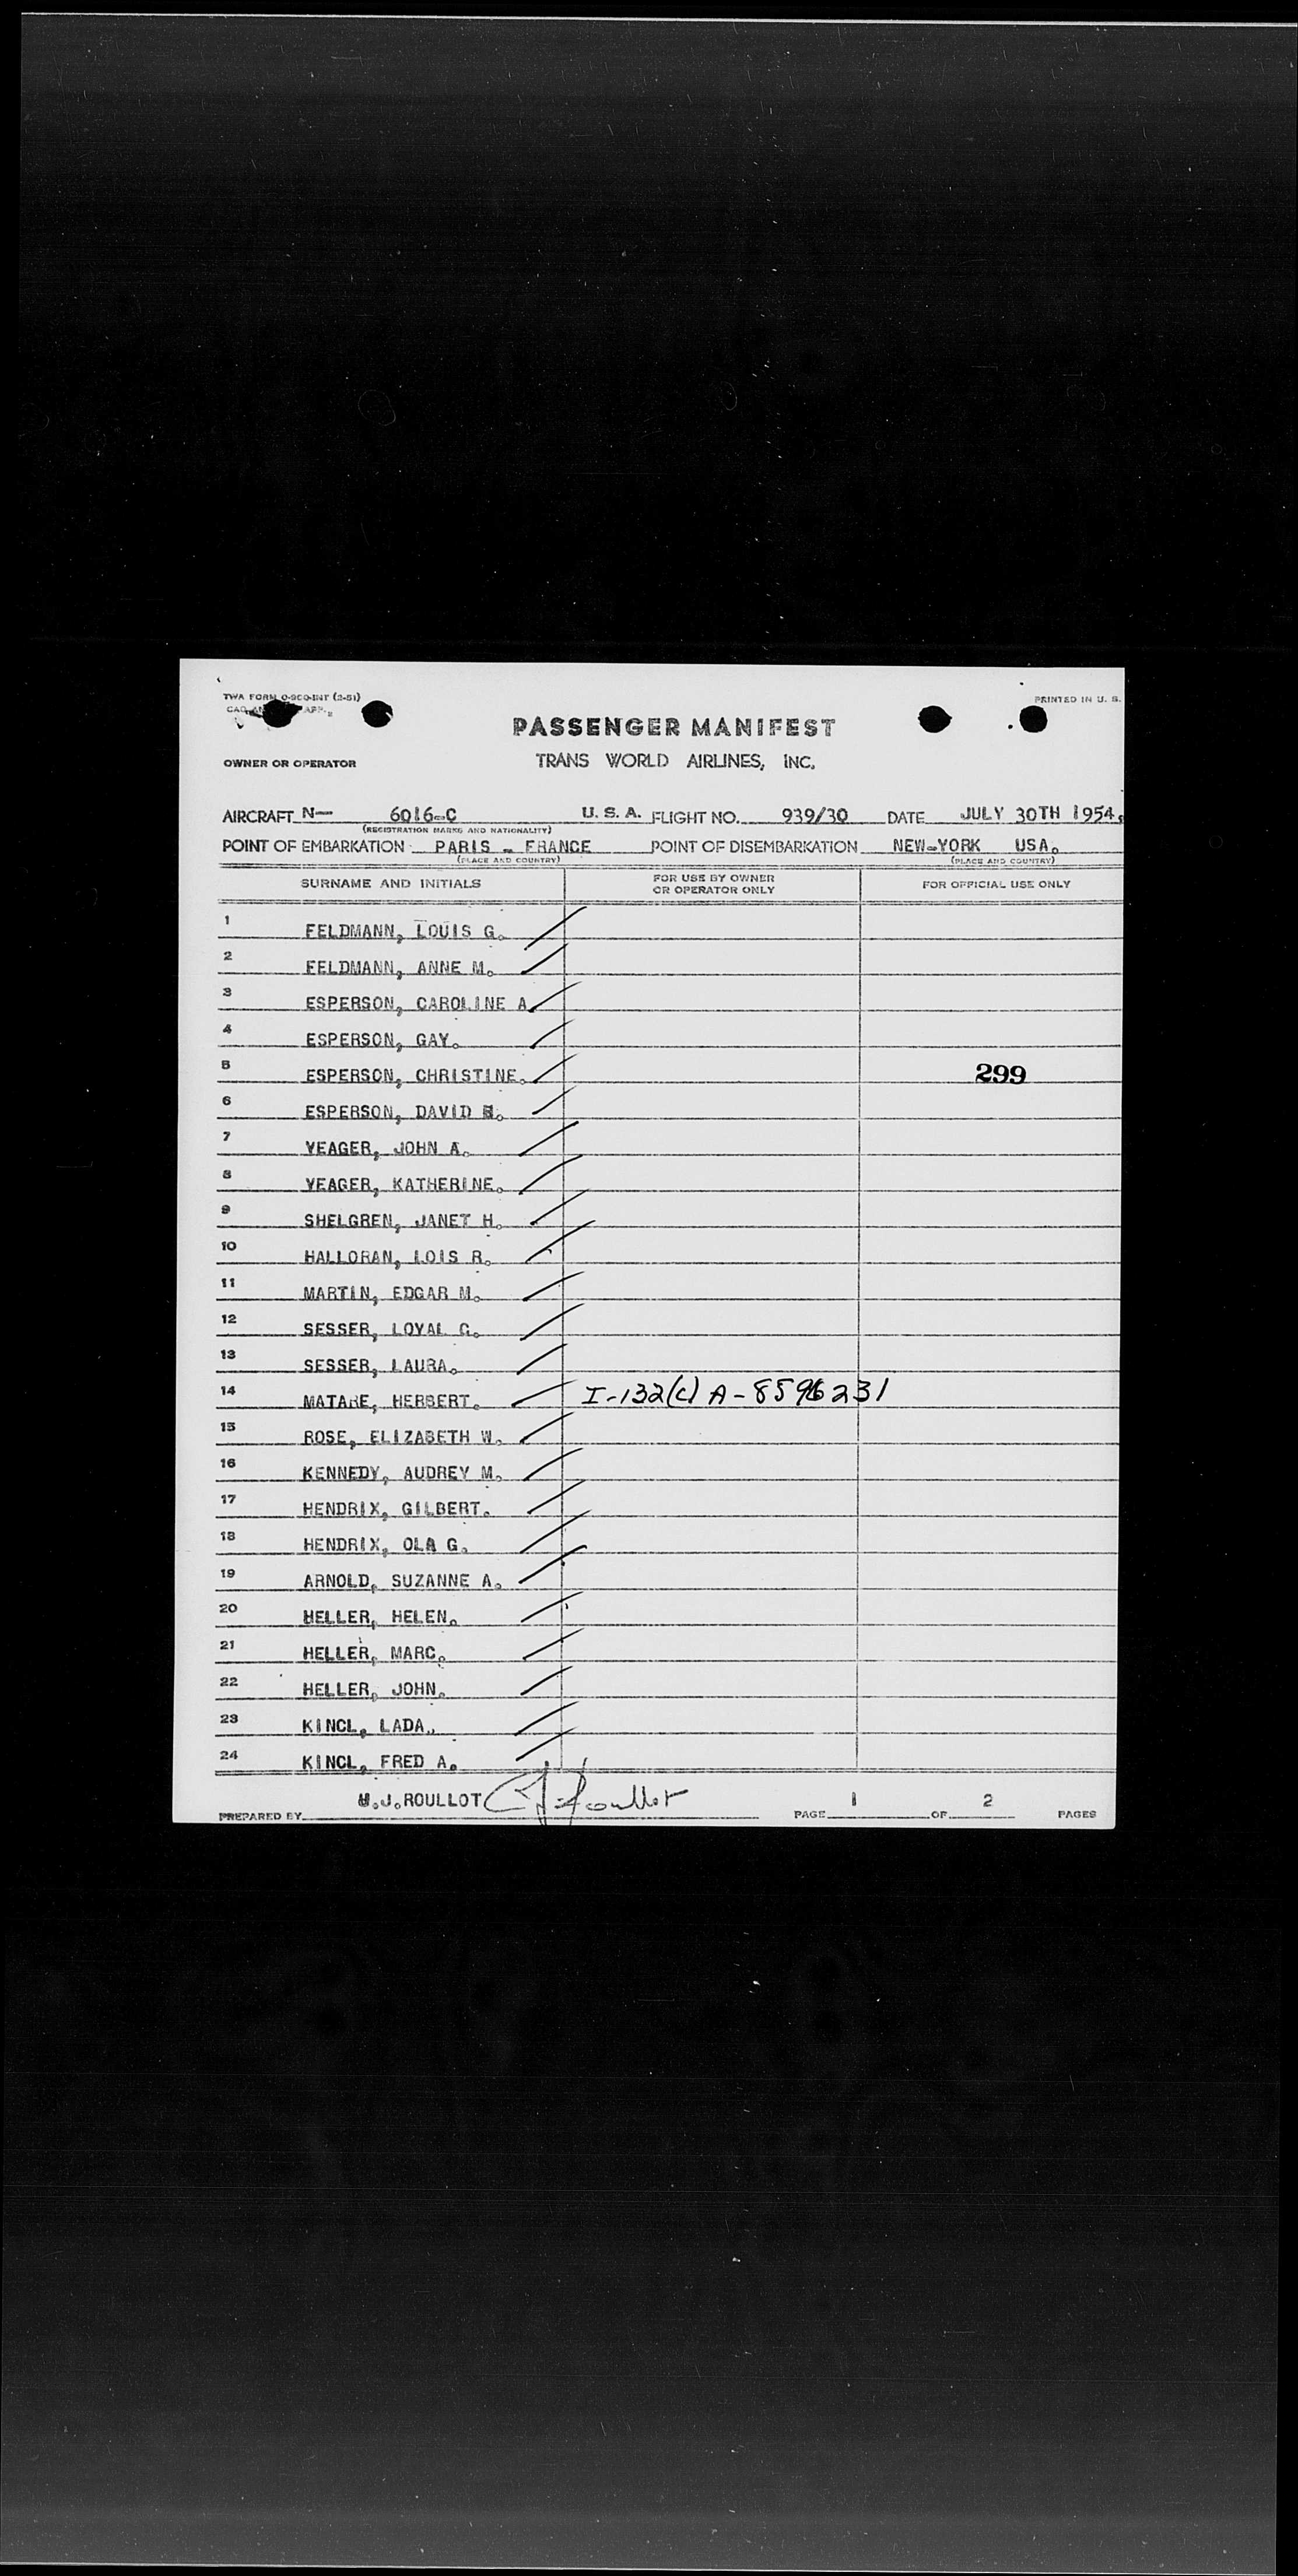 TWA FORM O-9CO-INT (2-51)
PRINTED IN U. S.
PASSENGER MANIFEST
OWNER OR OPERATOR TRANS WORLD AIRLINES, INC.
AIRCRAFT N- 6016-C U. S. A. FLIGHT NO. 939/30 DATE JULY 30TH 1954.
(REGISTRATION MARKS AND NATIONALITY)
POINT OF EMBARKATION PARIS - FRANCE POINT OF DISEMBARKATION NEW-YORK USA.
(PLACE AND COUNTRY) (PLACE AND COUNTRY)
SURNAME AND INITIALS FOR USE BY OWNER OR OPERATOR ONLY FOR OFFICIAL USE ONLY
1 FELDMANN, LOUIS G.
2 FELDMANN, ANNE M.
3 ESPERSON, CAROLINE A
4 ESPERSON, GAY.
5 ESPERSON, CHRISTINE. 299
6 ESPERSON, DAVID
7 YEAGER, JOHN A.
8 YEAGER, KATHERINE.
9 SHELGREN, JANET H.
10 HALLORAN, LOIS R.
11 MARTIN, EDGAR M.
12 SESSER, LOYAL G.
13 SESSER, LAURA.
14 MATARE, HERBERT. I-132(c) A-8596231
15 ROSE, ELIZABETH W.
16 KENNEDY, AUDREY M.
17 HENDRIX, GILBERT.
18 HENDRIX, OLA G.
19 ARNOLD, SUZANNE A.
20 HELLER, HELEN.
21 HELLER, MARC.
22 HELLER, JOHN.
23 KINCL, LADA.
24 KINCL, FRED A.
PREPARED BY M.J.ROULLOT Roullot PAGE 1 OF 2 PAGES